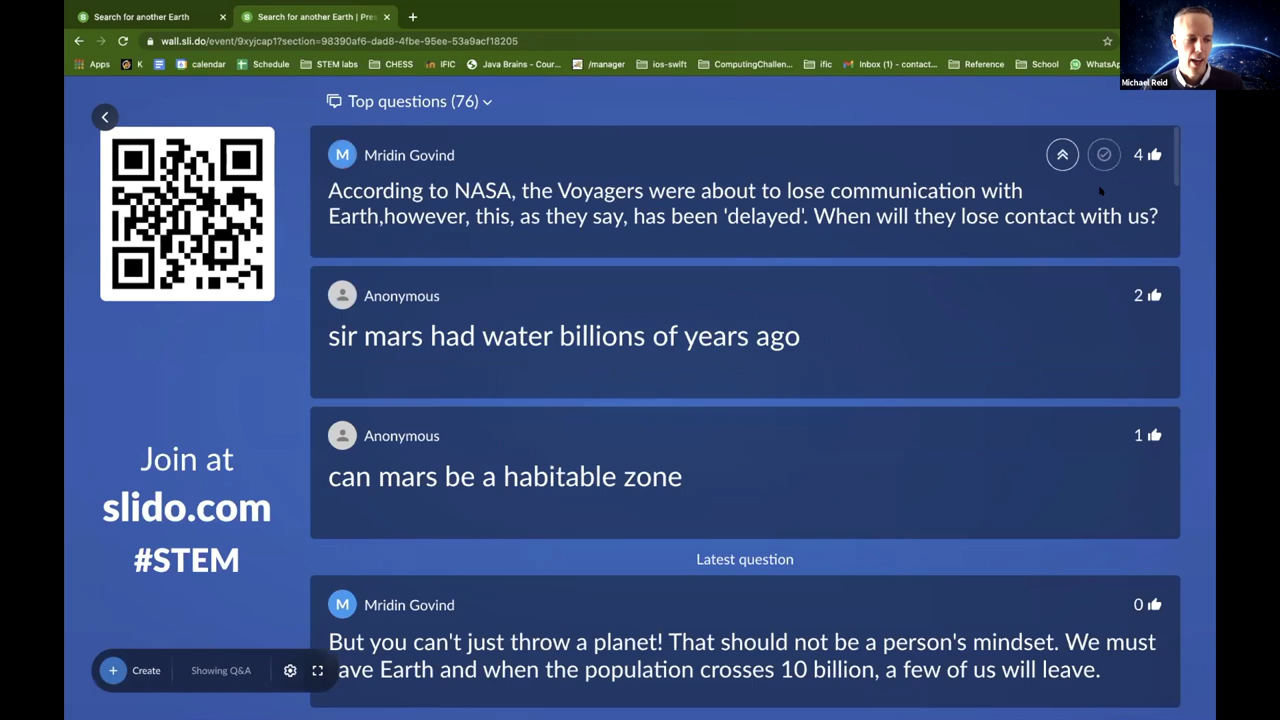 Search for another Earth
Search for another Earth | Pres
wall.sli.do/event/9xyjcap1?section=98390af6-dad8-4fbe-95ee-53a9acf18205
Apps
K
calendar
Schedule
STEM labs
CHESS
IFIC
Java Brains - Cour...
/manager
ios-swift
ComputingChallen...
ific
Inbox (1) - contact...
Reference
School
WhatsAp
Michael Reid
Top questions (76)
M
Mridin Govind
4
According to NASA, the Voyagers were about to lose communication with
Earth,however, this, as they say, has been 'delayed'. When will they lose contact with us?
Anonymous
2
sir mars had water billions of years ago
Anonymous
1
can mars be a habitable zone
Join at
slido.com
#STEM
Latest question
M
Mridin Govind
0
But you can't just throw a planet! That should not be a person's mindset. We must
ave Earth and when the population crosses 10 billion, a few of us will leave.
Create
Showing Q&A